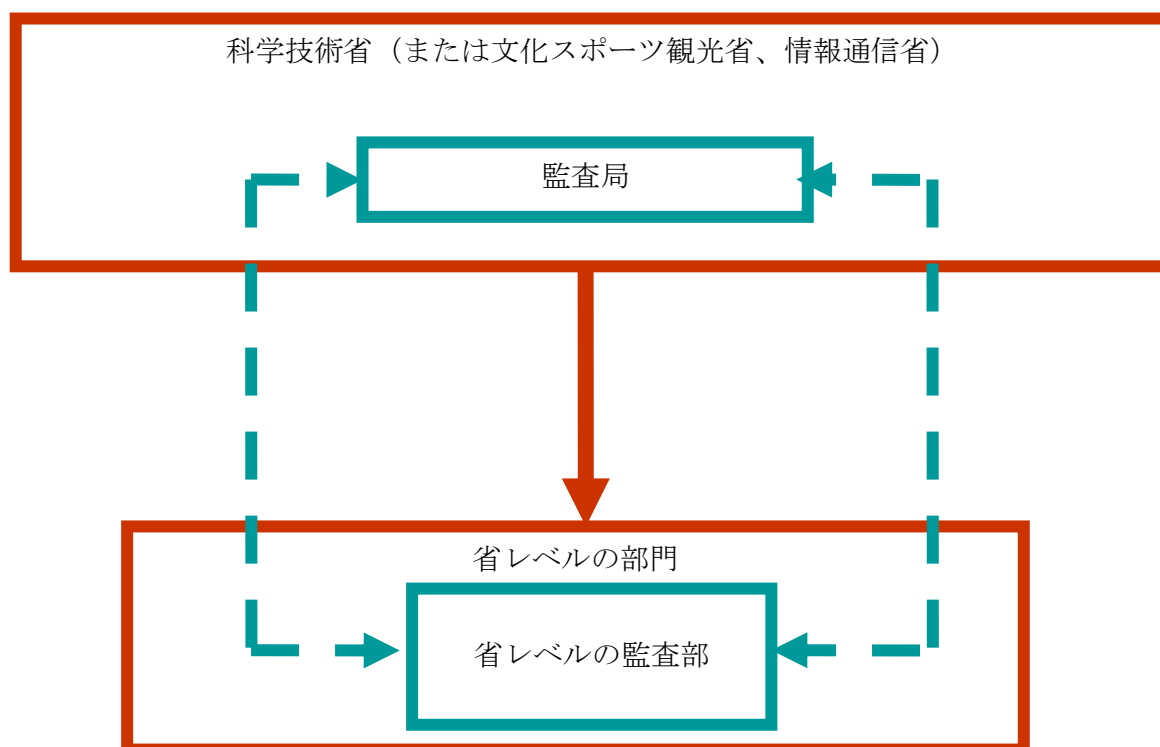 科学技術省（または文化スポーツ観光省、情報通信省）
監査局
省レベルの部門
省レベルの監査部